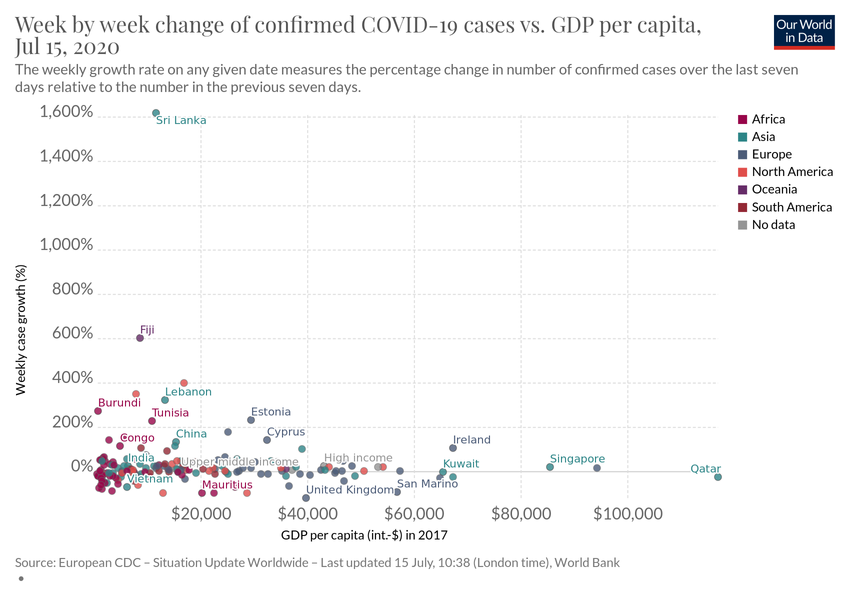 Week by week change of confirmed COVID-19 cases vs. GDP per capita,
Jul 15, 2020
Our World
in Data
The weekly growth rate on any given date measures the percentage change in number of confirmed cases over the last seven
days relative to the number in the previous seven days.
1,600%
1,400%
1,200%
1,000%
800%
600%
400%
200%
0%
Weekly case growth (%)
Sri Lanka
Fiji
Lebanon
Burundi
Tunisia
Estonia
China
Cyprus
Congo
Ireland
India
Upper middle income
High income
Kuwait
Singapore
Qatar
Vietnam
Mauritius
United Kingdom
San Marino
$20,000
$40,000
$60,000
$80,000
$100,000
GDP per capita (int.-$) in 2017
Africa
Asia
Europe
North America
Oceania
South America
No data
Source: European CDC – Situation Update Worldwide – Last updated 15 July, 10:38 (London time), World Bank